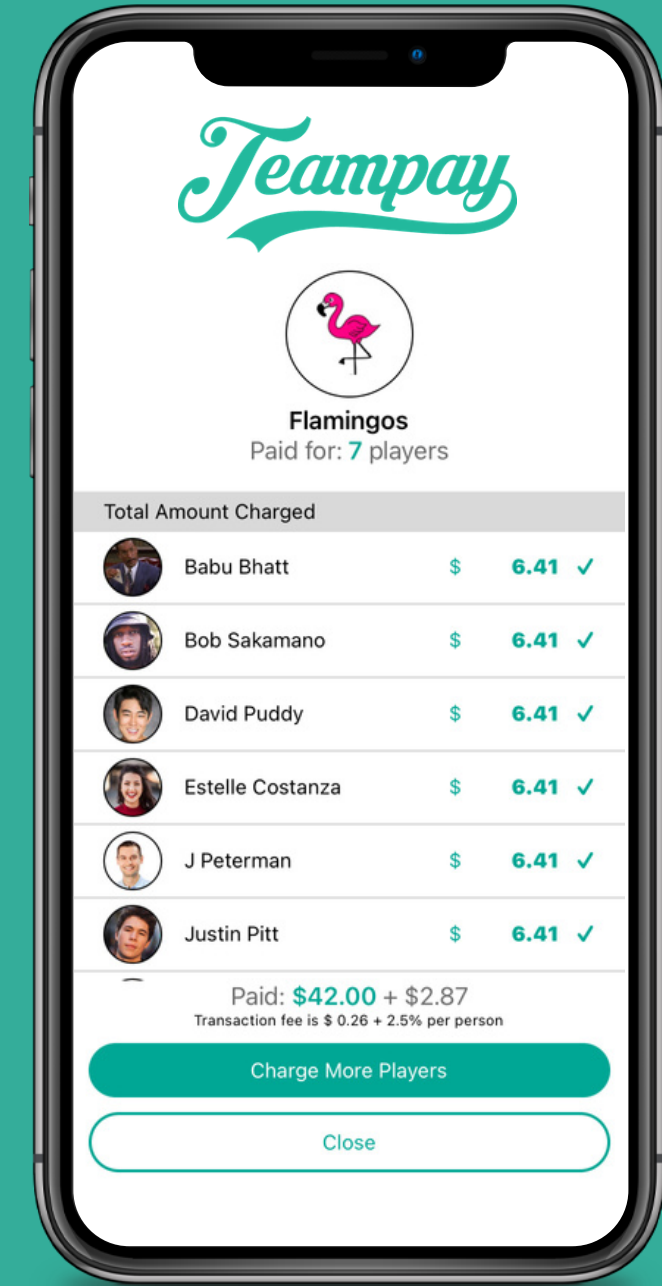 Teampay
Flamingos
Paid for: 7 players
Total Amount Charged
Babu Bhatt $ 6.41 ✓
Bob Sakamano $ 6.41 ✓
David Puddy $ 6.41 ✓
Estelle Costanza $ 6.41 ✓
J Peterman $ 6.41 ✓
Justin Pitt $ 6.41 ✓
Paid: $42.00 + $2.87
Transaction fee is $ 0.26 + 2.5% per person
Charge More Players
Close